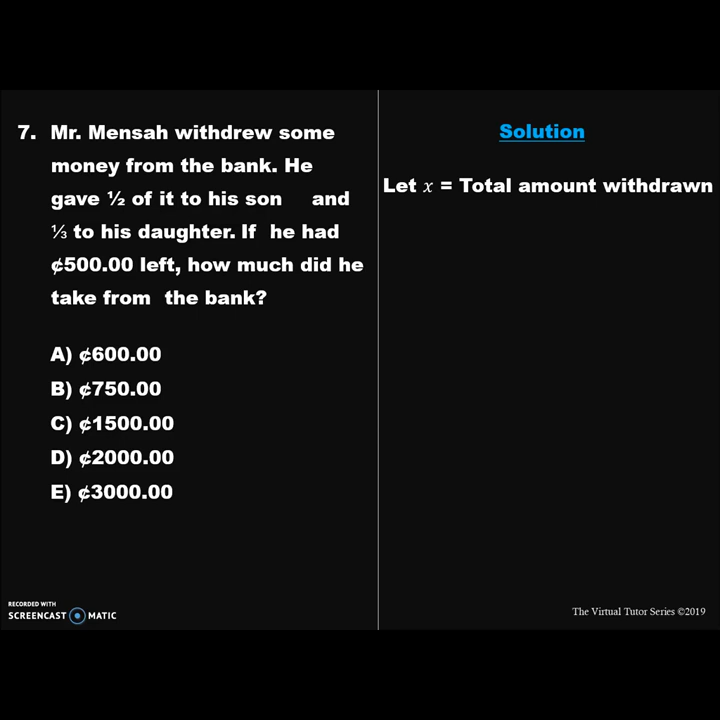 7. Mr. Mensah withdrew some
money from the bank. He
gave ½ of it to his son and
⅓ to his daughter. If he had
¢500.00 left, how much did he
take from the bank?
A) ¢600.00
B) ¢750.00
C) ¢1500.00
D) ¢2000.00
E) ¢3000.00
RECORDED WITH
SCREENCAST MATIC
Solution
Let x = Total amount withdrawn
The Virtual Tutor Series ©2019